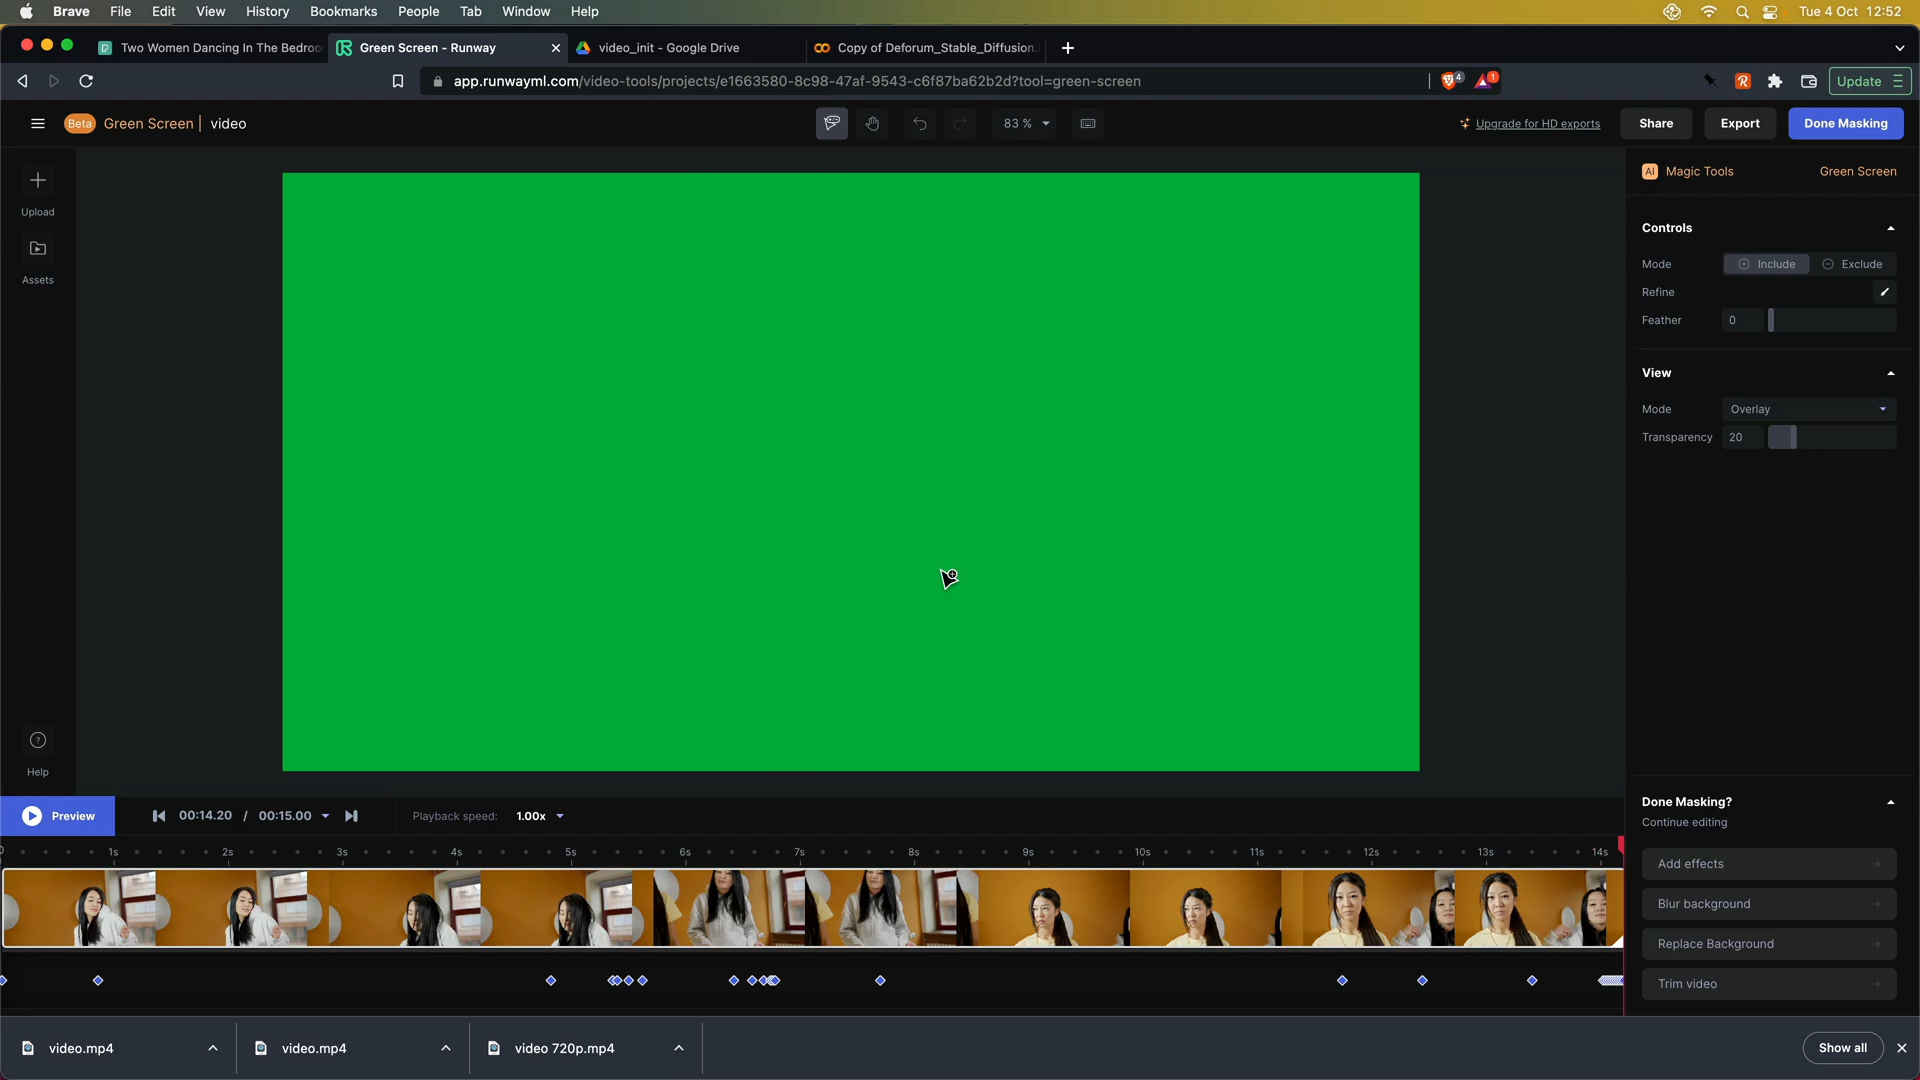 Brave File Edit View History Bookmarks People Tab Window Help Tue 4 Oct 12:52
Two Women Dancing In The Bedroo Green Screen - Runway video_init - Google Drive Copy of Deforum_Stable_Diffusion.i
app.runwayml.com/video-tools/projects/e1663580-8c98-47af-9543-c6f87ba62b2d?tool=green-screen 4 1 Update
Beta Green Screen | video 83 % Upgrade for HD exports Share Export Done Masking
Upload
Assets
Help
AI Magic Tools Green Screen
Controls
Mode Include Exclude
Refine
Feather 0
View
Mode Overlay
Transparency 20
Done Masking?
Continue editing
Add effects
Blur background
Replace Background
Trim video
Preview 00:14.20 / 00:15.00 Playback speed: 1.00x
1s 2s 3s 4s 5s 6s 7s 8s 9s 10s 11s 12s 13s 14s
video.mp4 video.mp4 video 720p.mp4 Show all